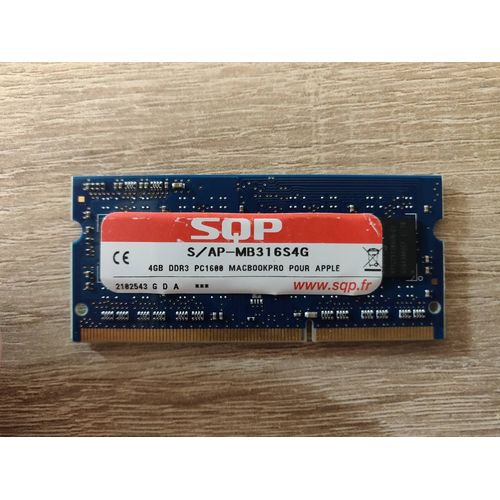 SQP
S/AP-MB316S4G
CE
4GB DDR3 PC1600 MACBOOKPRO POUR APPLE
2102543 G D A ***
www.sqp.fr